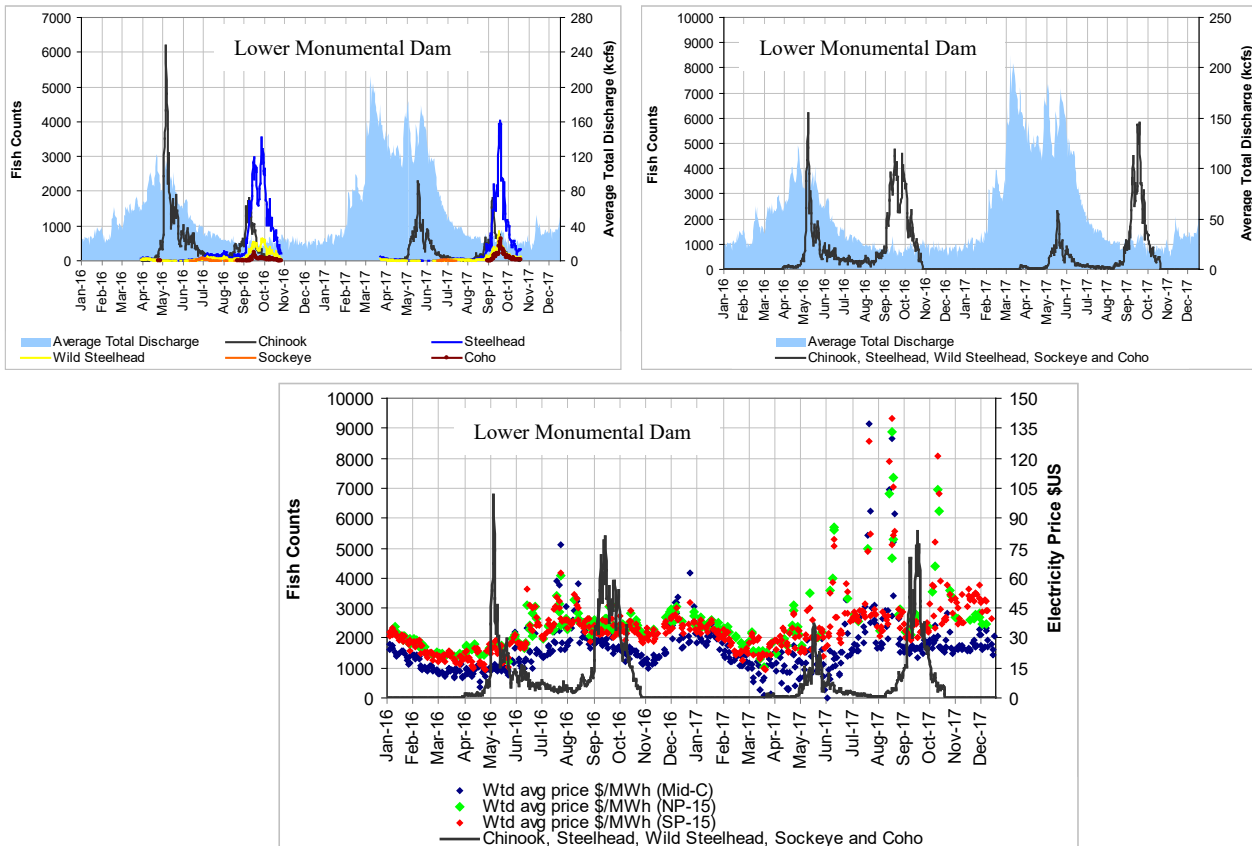 Lower Monumental Dam
Fish Counts
7000
6000
5000
4000
3000
2000
1000
0
280
240
200
160
120
80
40
0
Average Total Discharge (kcfs)
Jan-16
Feb-16
Mar-16
Apr-16
May-16
Jun-16
Jul-16
Aug-16
Sep-16
Oct-16
Nov-16
Dec-16
Jan-17
Feb-17
Mar-17
Apr-17
May-17
Jun-17
Jul-17
Aug-17
Sep-17
Oct-17
Nov-17
Dec-17
Average Total Discharge Chinook Steelhead
Wild Steelhead Sockeye Coho
Lower Monumental Dam
Fish Counts
10000
9000
8000
7000
6000
5000
4000
3000
2000
1000
0
250
200
150
100
50
0
Average Total Discharge (kcfs)
Jan-16
Feb-16
Mar-16
Apr-16
May-16
Jun-16
Jul-16
Aug-16
Sep-16
Oct-16
Nov-16
Dec-16
Jan-17
Feb-17
Mar-17
Apr-17
May-17
Jun-17
Jul-17
Aug-17
Sep-17
Oct-17
Nov-17
Dec-17
Average Total Discharge
Chinook, Steelhead, Wild Steelhead, Sockeye and Coho
Lower Monumental Dam
Fish Counts
10000
9000
8000
7000
6000
5000
4000
3000
2000
1000
0
150
135
120
105
90
75
60
45
30
15
0
Electricity Price $US
Jan-16
Feb-16
Mar-16
Apr-16
May-16
Jun-16
Jul-16
Aug-16
Sep-16
Oct-16
Nov-16
Dec-16
Jan-17
Feb-17
Mar-17
Apr-17
May-17
Jun-17
Jul-17
Aug-17
Sep-17
Oct-17
Nov-17
Dec-17
Wtd avg price $/MWh (Mid-C)
Wtd avg price $/MWh (NP-15)
Wtd avg price $/MWh (SP-15)
Chinook, Steelhead, Wild Steelhead, Sockeye and Coho